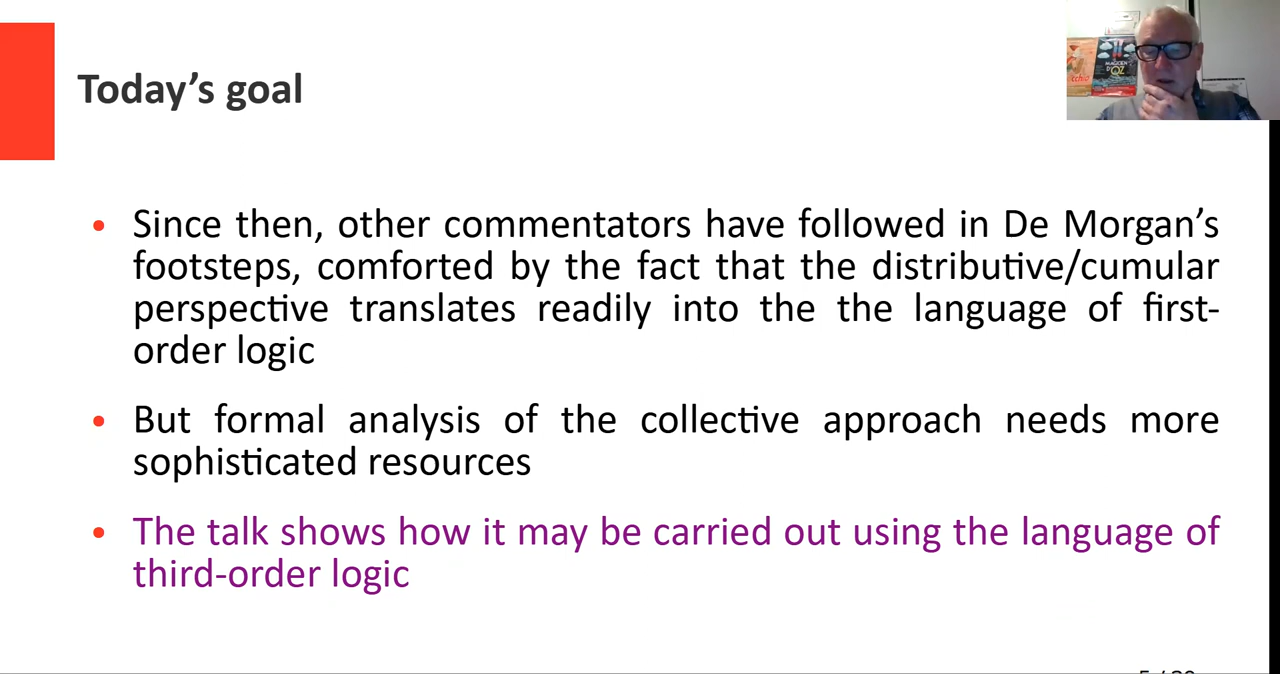 Today's goal
MAGICIEN
D'OZ
• Since then, other commentators have followed in De Morgan's
footsteps, comforted by the fact that the distributive/cumular
perspective translates readily into the the language of first-
order logic
• But formal analysis of the collective approach needs more
sophisticated resources
• The talk shows how it may be carried out using the language of
third-order logic